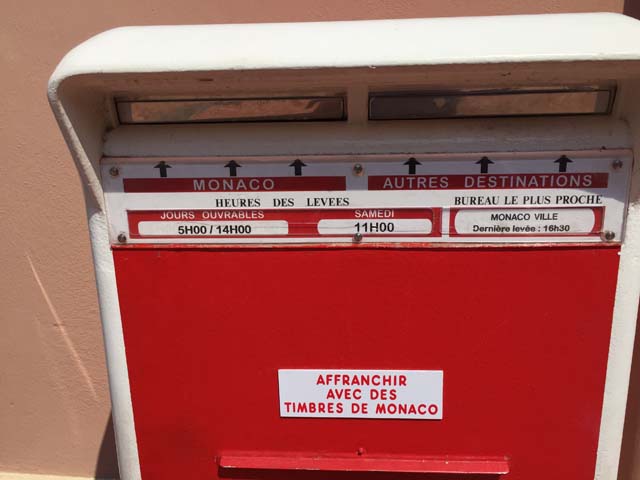 MONACO
AUTRES DESTINATIONS
HEURES DES LEVEES
BUREAU LE PLUS PROCHE
JOURS OUVRABLES
SAMEDI
5H00 / 14H00
11H00
MONACO VILLE
Dernière levée : 16h30
AFFRANCHIR
AVEC DES
TIMBRES DE MONACO